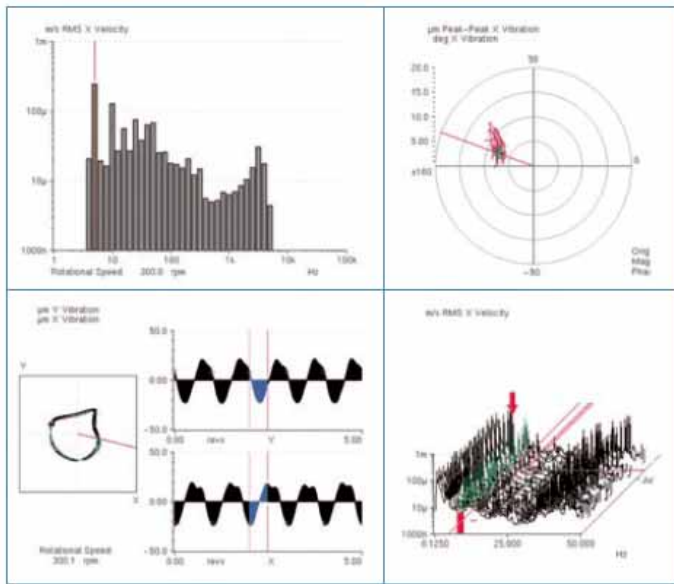 m/s RMS X Velocity
1m
100µ
10µ
1000n
1 10 100 1k 10k 100k
Rotational Speed 300.0 rpm Hz
µm Peak-Peak X Vibration
deg X Vibration
20.0
15.0
10.0
5.00
±180
90
0
-90
Orig
Mag
Pha
µm Y Vibration
µm X Vibration
Y
X
Rotational Speed
300.1 rpm
50.0
0.00
-50.0
0.00 revs Y 5.00
50.0
0.00
-50.0
0.00 revs X 5.00
m/s RMS X Velocity
1m
100µ
10µ
1000n
0.1250 25.000 50.000
Hz